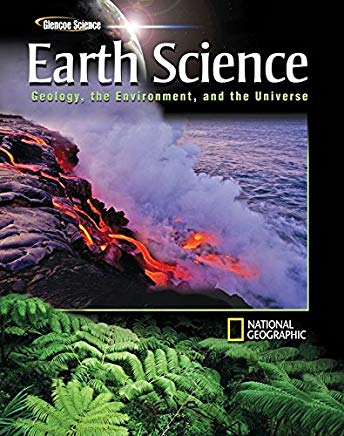 Glencoe Science
Earth Science
Geology, the Environment, and the Universe
NATIONAL
GEOGRAPHIC